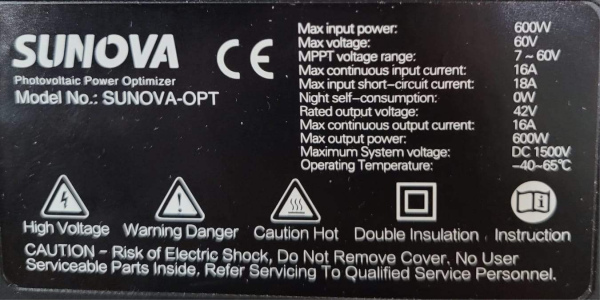 SUNOVA
Photovoltaic Power Optimizer
Model No.: SUNOVA-OPT
CE
Max input power: 600W
Max voltage: 60V
MPPT voltage range: 7~60V
Max continuous input current: 16A
Max input short-circuit current: 18A
Night self-consumption: 0W
Rated output voltage: 42V
Max continuous output current: 16A
Max output power: 600W
Maximum System voltage: DC 1500V
Operating Temperature: -40~65℃
High Voltage Warning Danger Caution Hot Double Insulation Instruction
CAUTION - Risk of Electric Shock, Do Not Remove Cover, No User
Serviceable Parts Inside, Refer Servicing To Qualified Service Personnel.